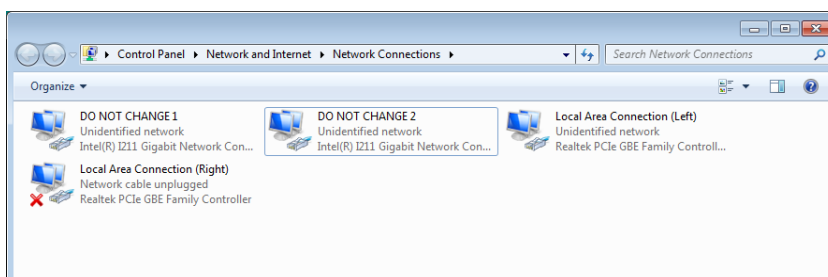 Control Panel Network and Internet Network Connections
Search Network Connections
Organize
DO NOT CHANGE 1
Unidentified network
Intel(R) I211 Gigabit Network Con...
DO NOT CHANGE 2
Unidentified network
Intel(R) I211 Gigabit Network Con...
Local Area Connection (Left)
Unidentified network
Realtek PCIe GBE Family Controll...
Local Area Connection (Right)
Network cable unplugged
Realtek PCIe GBE Family Controller